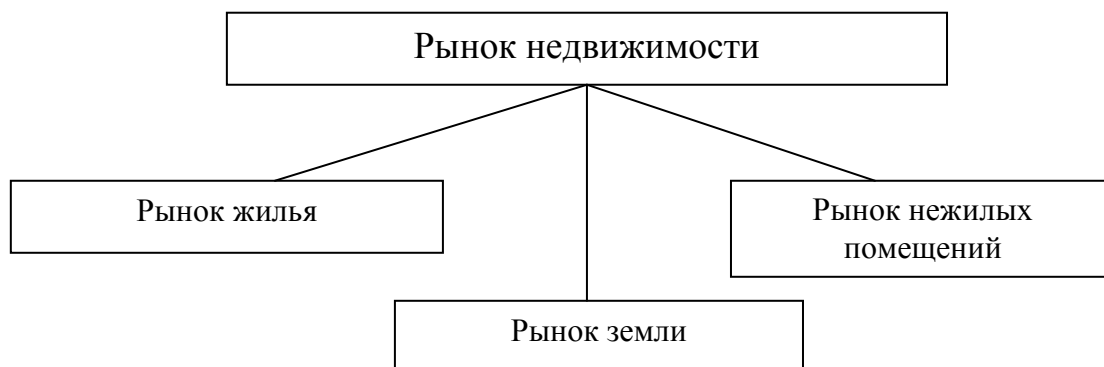 Рынок недвижимости
Рынок жилья
Рынок нежилых
помещений
Рынок земли